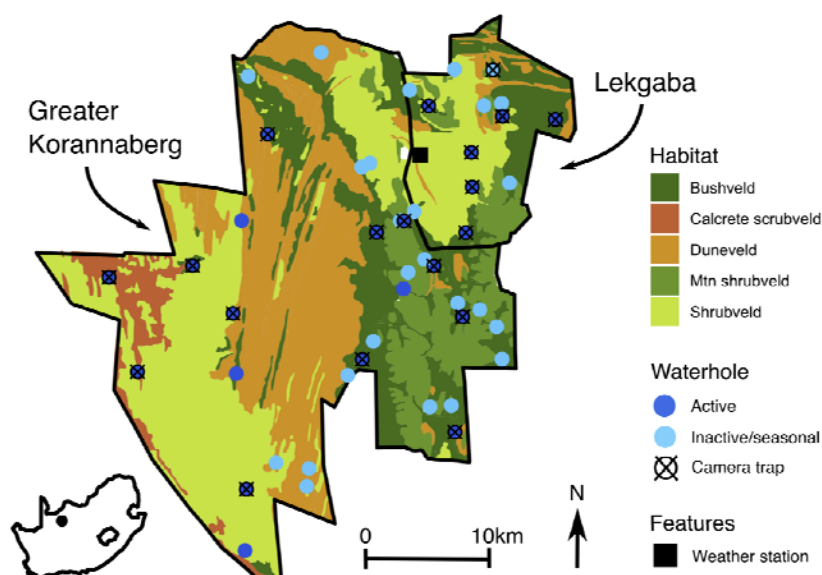 Greater
Korannaberg
Lekgaba
Habitat
Bushveld
Calcrete scrubveld
Duneveld
Mtn shrubveld
Shrubveld
Waterhole
Active
Inactive/seasonal
Camera trap
Features
Weather station
0
10km
N